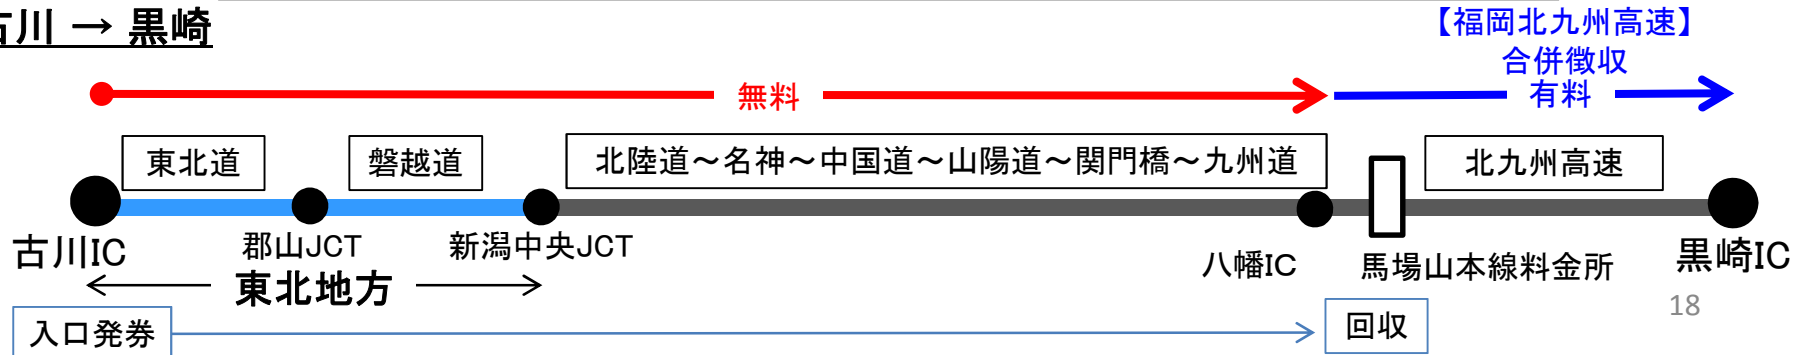 古川 → 黒崎
【福岡北九州高速】
合併徴収
無料
有料
東北道
磐越道
北陸道～名神～中国道～山陽道～関門橋～九州道
北九州高速
古川IC
郡山JCT
新潟中央JCT
八幡IC
馬場山本線料金所
黒崎IC
東北地方
入口発券
回収
18